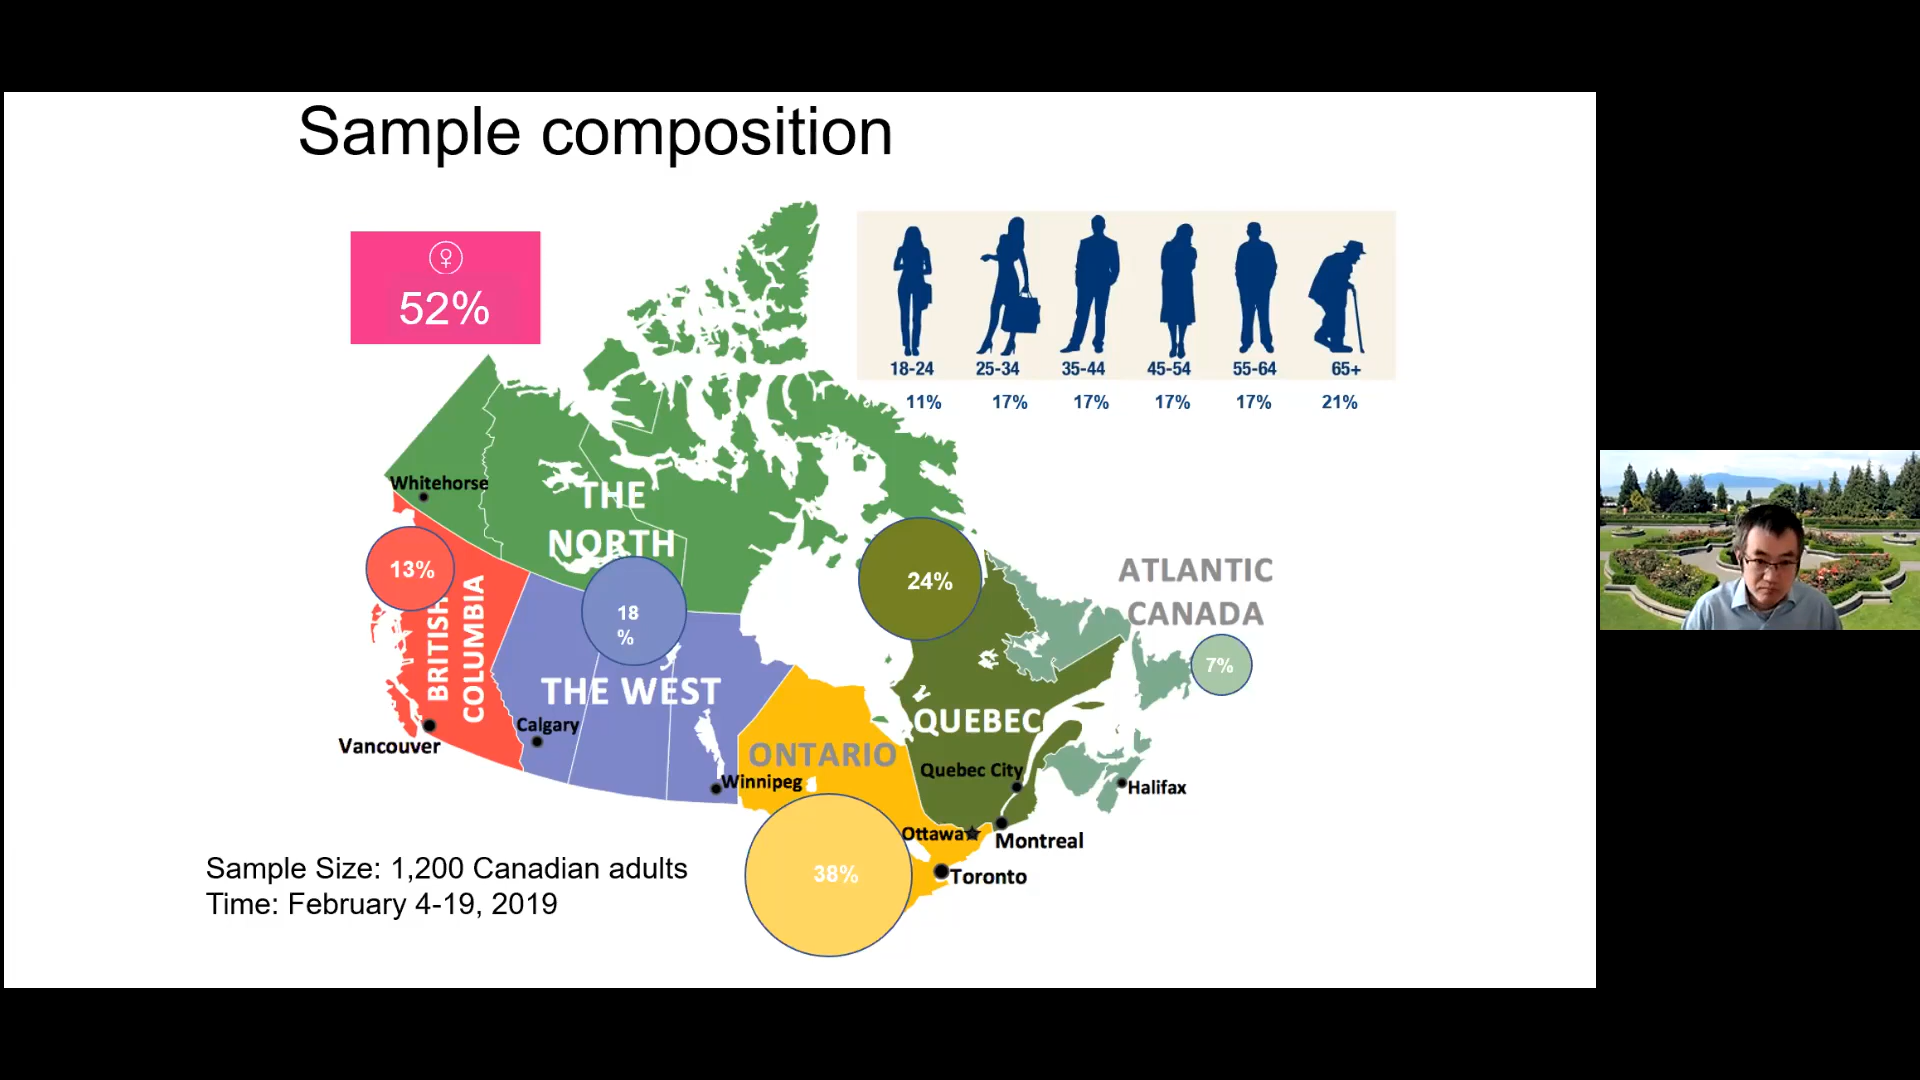 Sample composition
♀
52%
18-24 25-34 35-44 45-54 55-64 65+
11% 17% 17% 17% 17% 21%
Whitehorse
THE
NORTH
13%
BRITISH
COLUMBIA
18
%
24%
ATLANTIC
CANADA
7%
THE WEST
Calgary
Vancouver
QUEBEC
ONTARIO
Quebec City
Winnipeg
Halifax
Ottawa
Montreal
38%
Toronto
Sample Size: 1,200 Canadian adults
Time: February 4-19, 2019